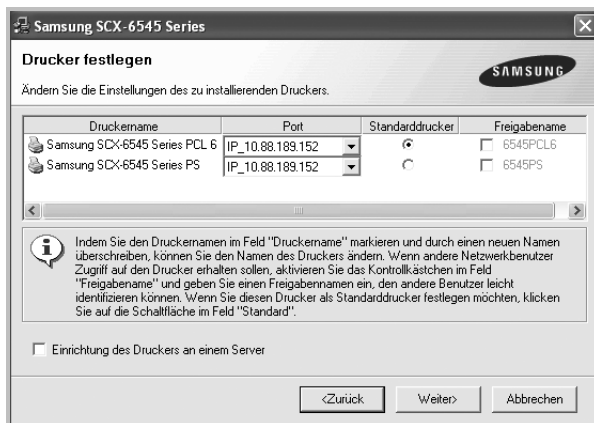 Samsung SCX-6545 Series
Drucker festlegen
Ändern Sie die Einstellungen des zu installierenden Druckers.
SAMSUNG
Druckername Port Standarddrucker Freigabename
Samsung SCX-6545 Series PCL 6 IP_10.88.189.152 6545PCL6
Samsung SCX-6545 Series PS IP_10.88.189.152 6545PS
Indem Sie den Druckernamen im Feld "Druckername" markieren und durch einen neuen Namen
überschreiben, können Sie den Namen des Druckers ändern. Wenn andere Netzwerkbenutzer
Zugriff auf den Drucker erhalten sollen, aktivieren Sie das Kontrollkästchen im Feld
"Freigabename" und geben Sie einen Freigabennamen ein, den andere Benutzer leicht
identifizieren können. Wenn Sie diesen Drucker als Standarddrucker festlegen möchten, klicken
Sie auf die Schaltfläche im Feld "Standard".
Einrichtung des Druckers an einem Server
<Zurück Weiter> Abbrechen